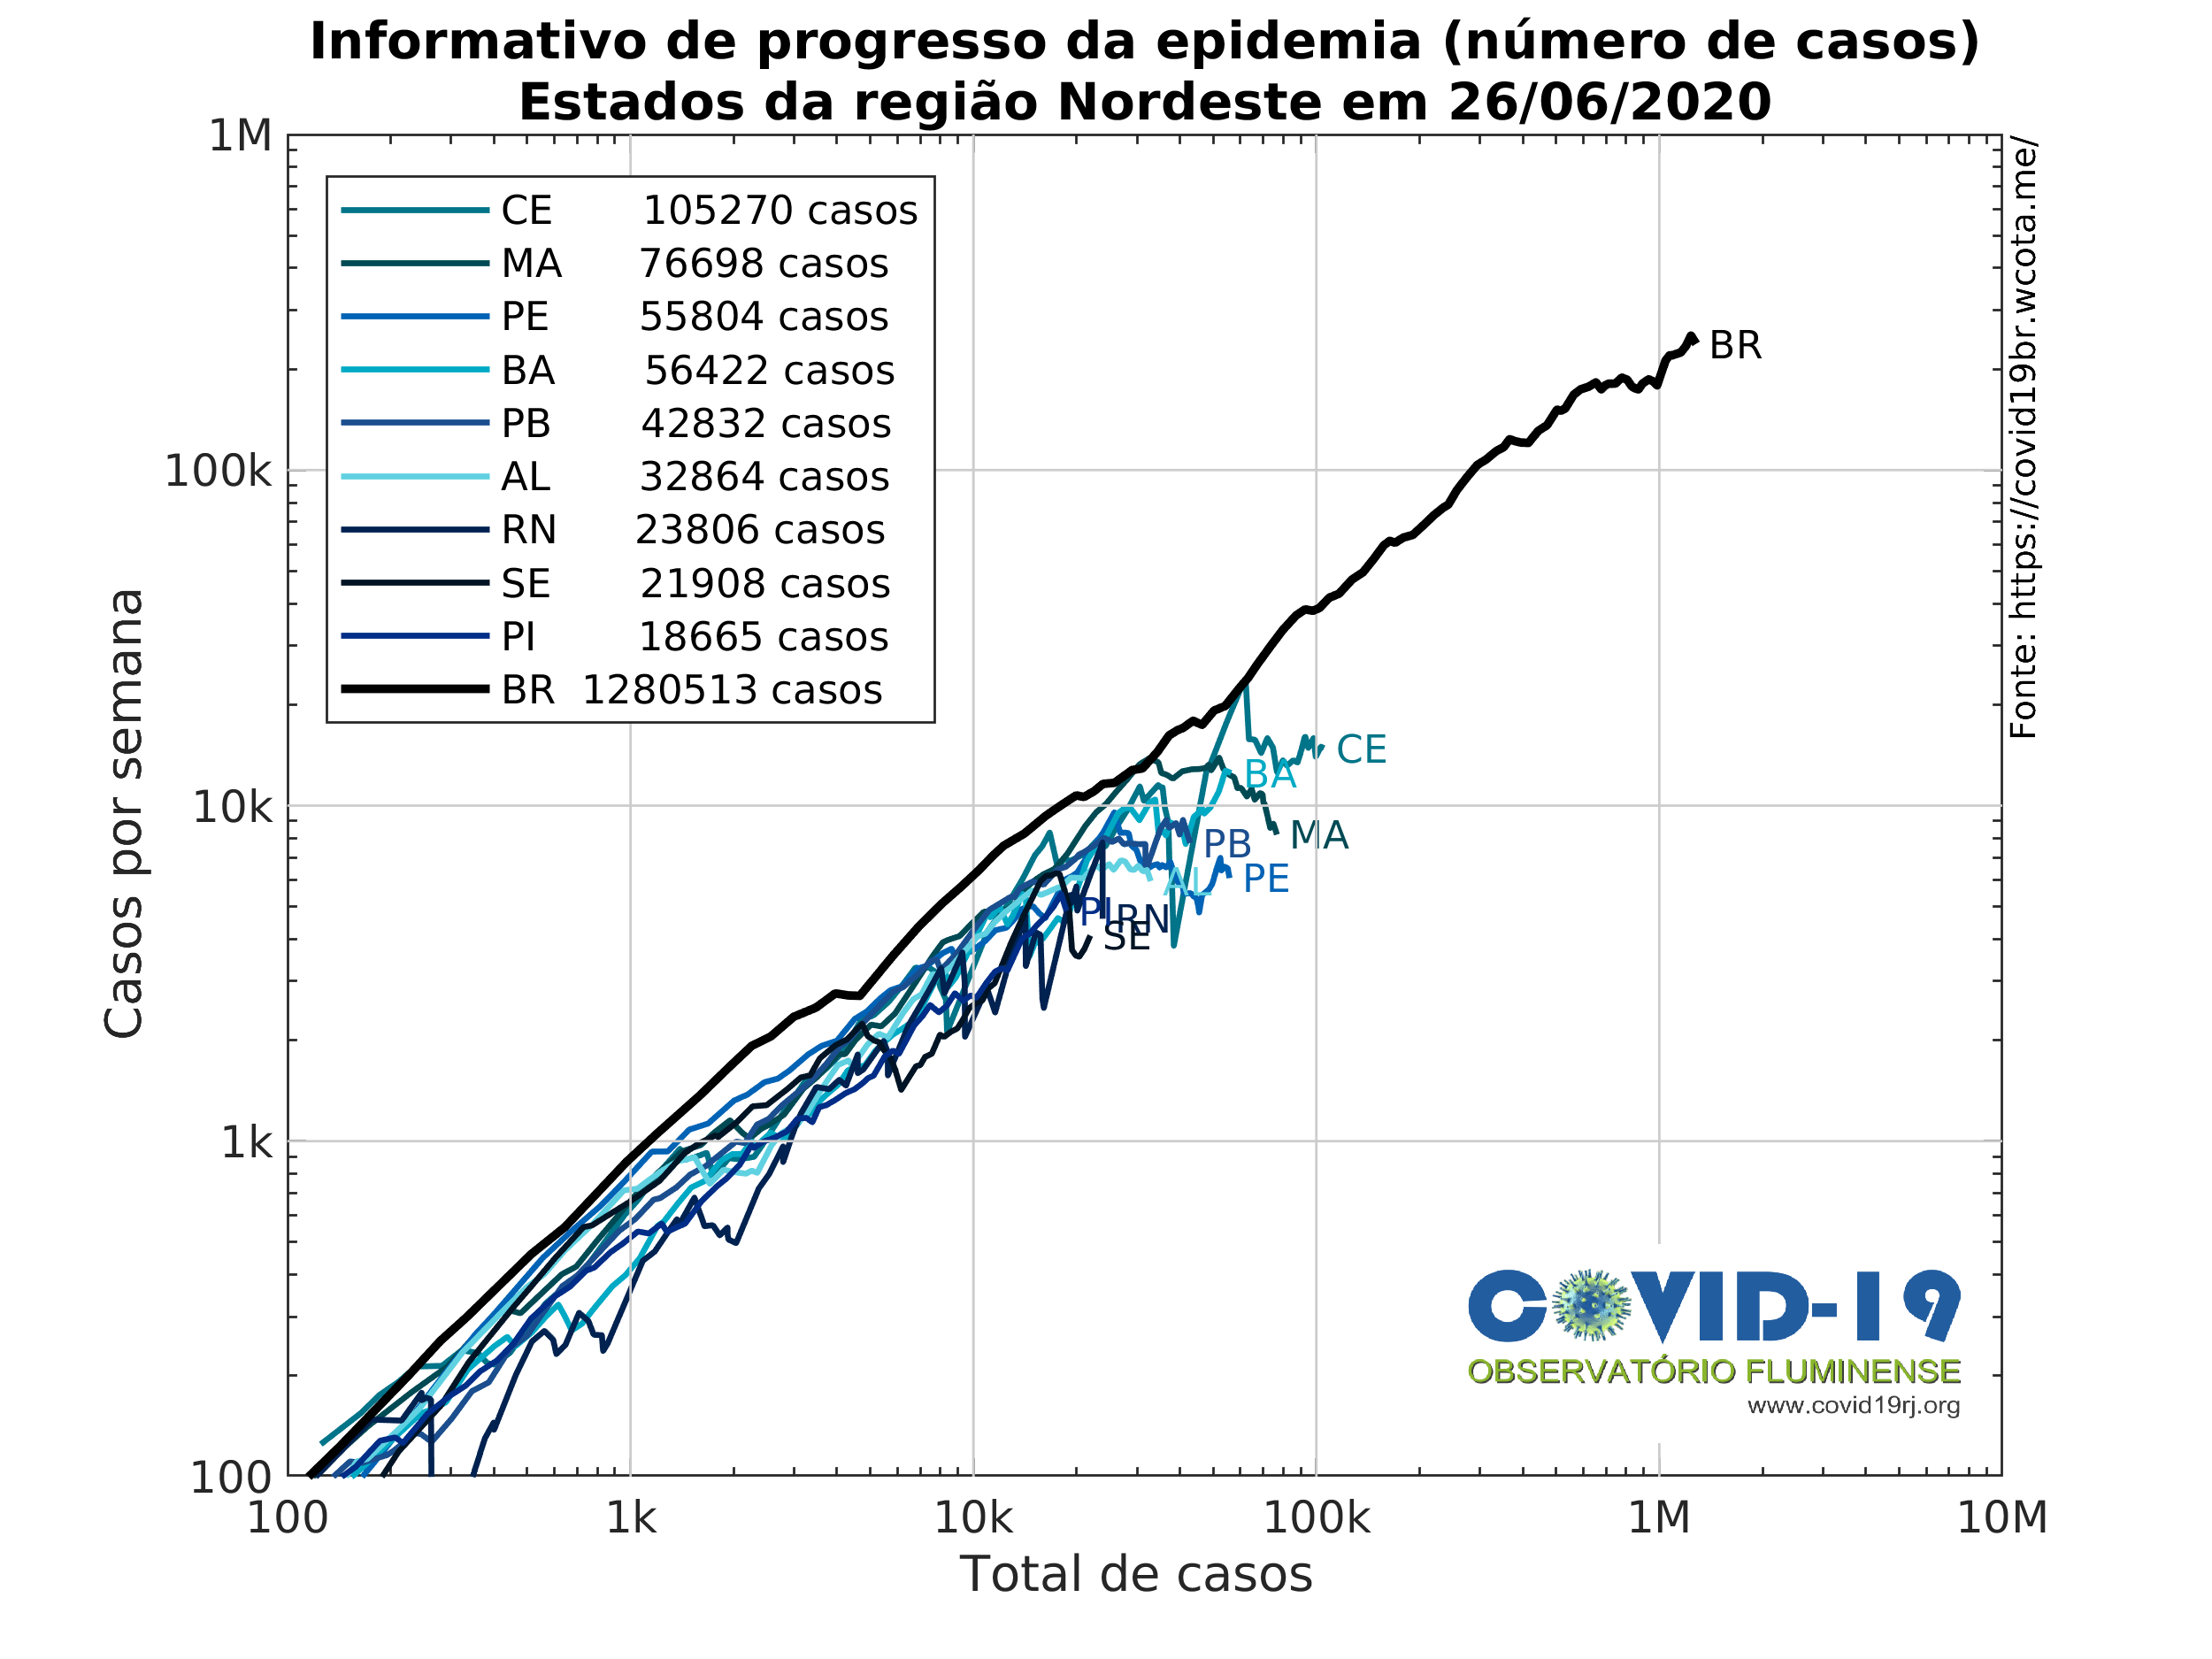 Informativo de progresso da epidemia (número de casos)
Estados da região Nordeste em 26/06/2020
1M
100k
10k
1k
100
Casos por semana
CE 105270 casos
MA 76698 casos
PE 55804 casos
BA 56422 casos
PB 42832 casos
AL 32864 casos
RN 23806 casos
SE 21908 casos
PI 18665 casos
BR 1280513 casos
BR
CE
BA
MA
PB
PE
AL
PI
RN
SE
Fonte: https://covid19br.wcota.me/
COVID-19
OBSERVATÓRIO FLUMINENSE
www.covid19rj.org
100 1k 10k 100k 1M 10M
Total de casos